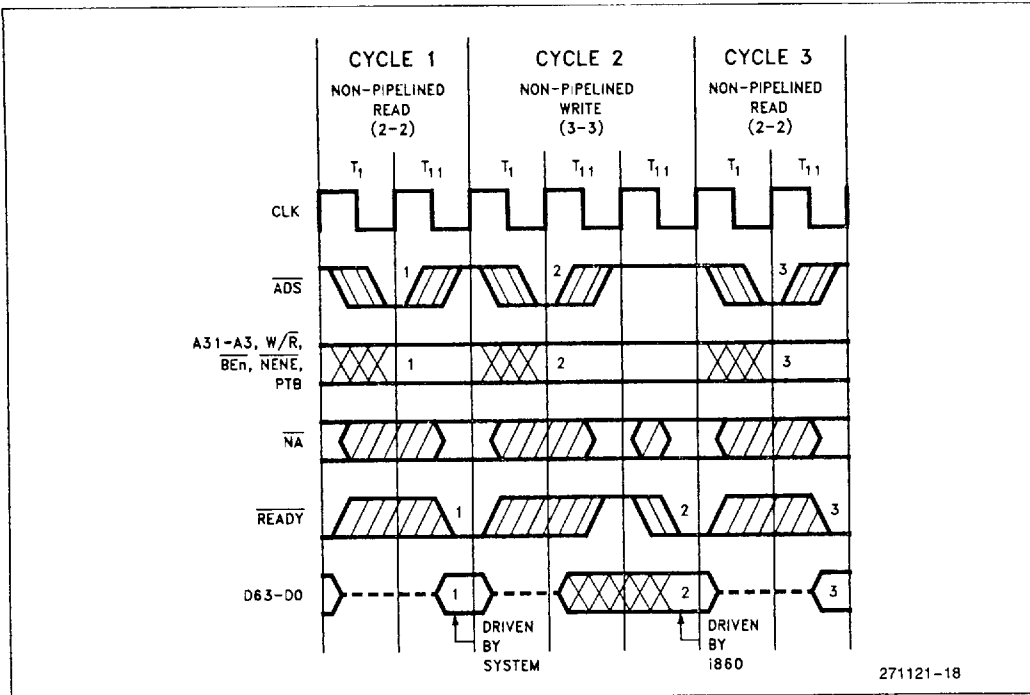 CYCLE 1 CYCLE 2 CYCLE 3
NON-PIPELINED NON-PIPELINED NON-PIPELINED
READ WRITE READ
(2-2) (3-3) (2-2)
T1 T11 T1 T11 T11 T1 T11
CLK
ADS 1 2 3
A31-A3, W/R,
BEn, NENE, 1 2 3
PTB
NA
READY 1 2 3
D63-D0 1 2 3
DRIVEN DRIVEN
BY BY
SYSTEM i860
271121-18